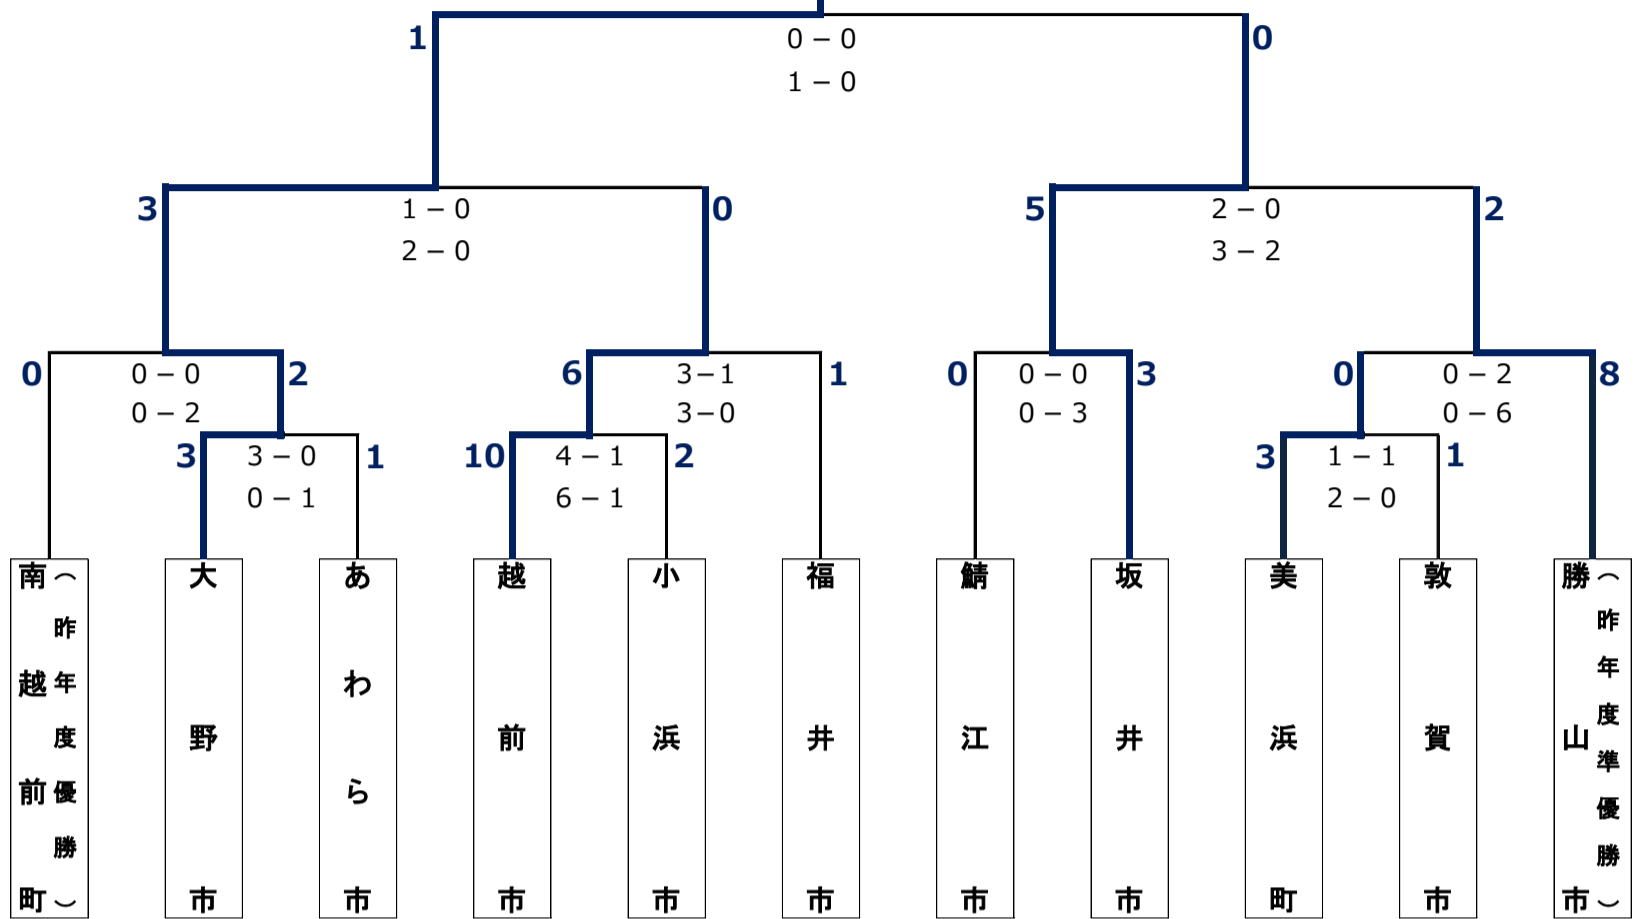 1 0 – 0 0
1 – 0
3 1 – 0 0 5 2 – 0 2
2 – 0 3 – 2
0 0 – 0 2 6 3–1 1 0 0 – 0 3 0 0 – 2 8
0 – 2 3–0 0 – 3 0 – 6
3 3 – 0 1 10 4 – 1 2 3 1 – 1 1
0 – 1 6 – 1 2 – 0
南越前町
（昨年度優勝）
大野市
あわら市
越前市
小浜市
福井市
鯖江市
坂井市
美浜町
敦賀市
勝山市
（昨年度準優勝）